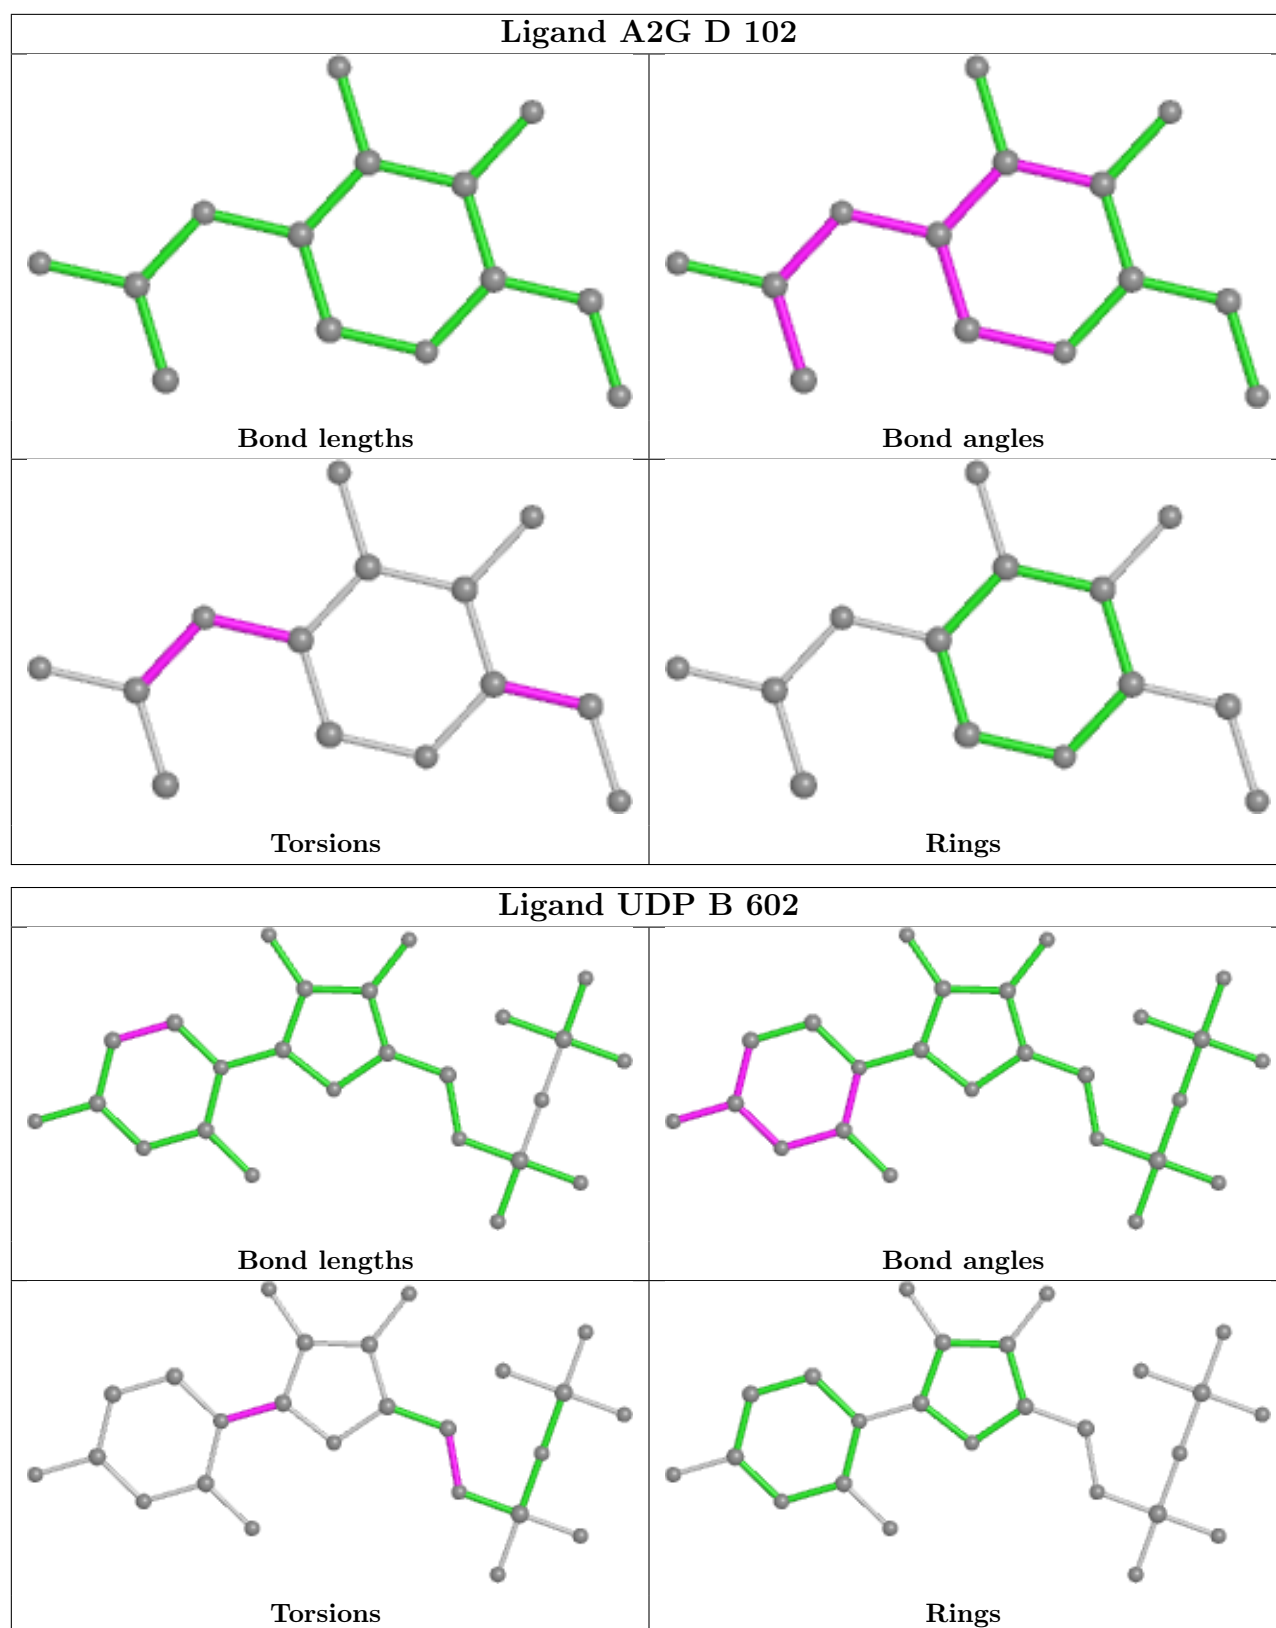 Ligand A2G D 102
Bond lengths
Bond angles
Torsions
Rings
Ligand UDP B 602
Bond lengths
Bond angles
Torsions
Rings